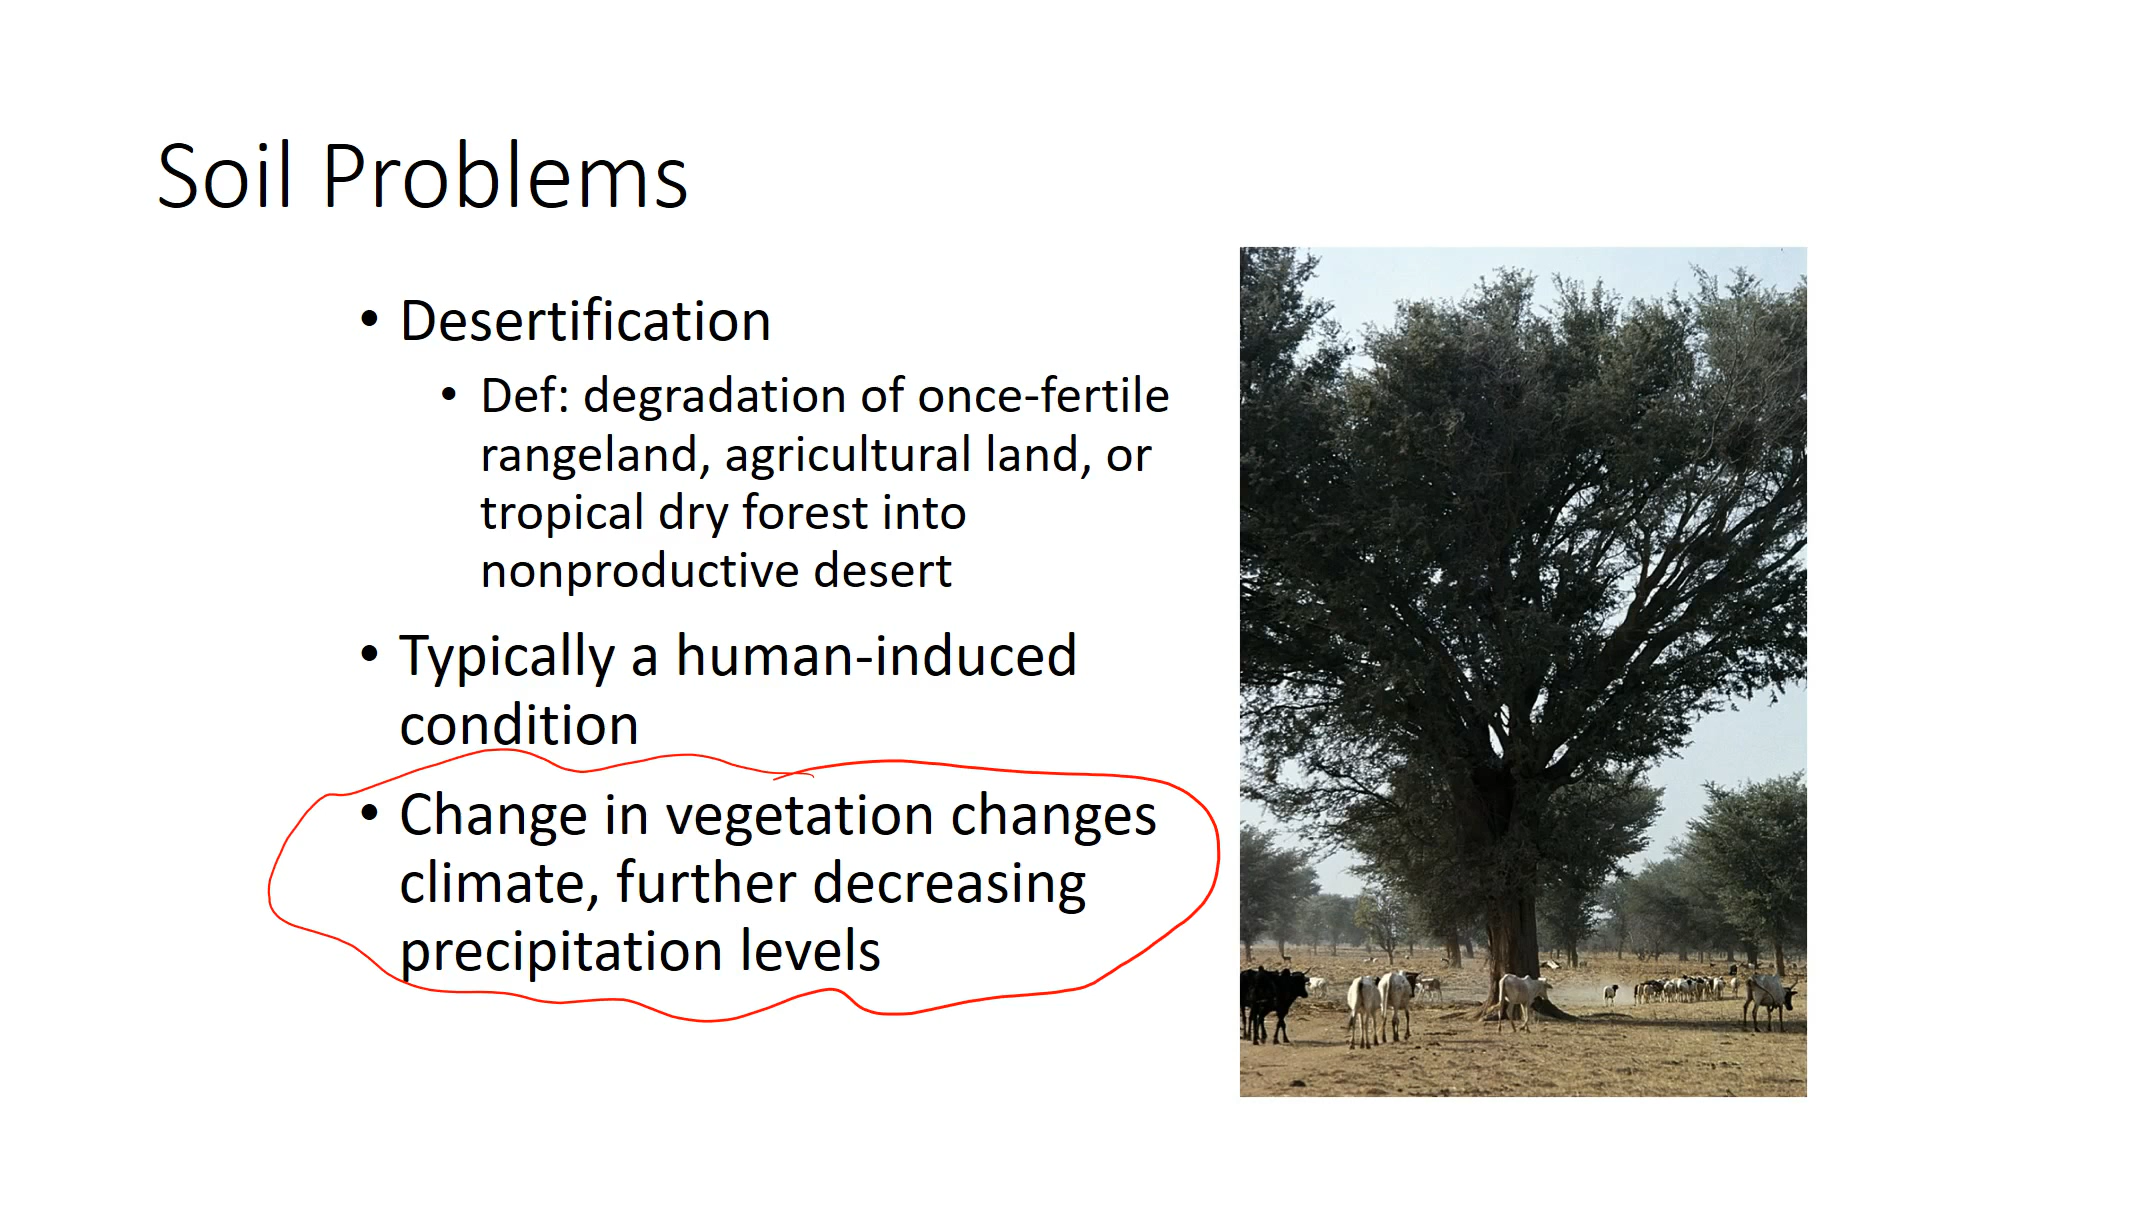 Soil Problems
• Desertification
• Def: degradation of once-fertile
rangeland, agricultural land, or
tropical dry forest into
nonproductive desert
• Typically a human-induced
condition
• Change in vegetation changes
climate, further decreasing
precipitation levels